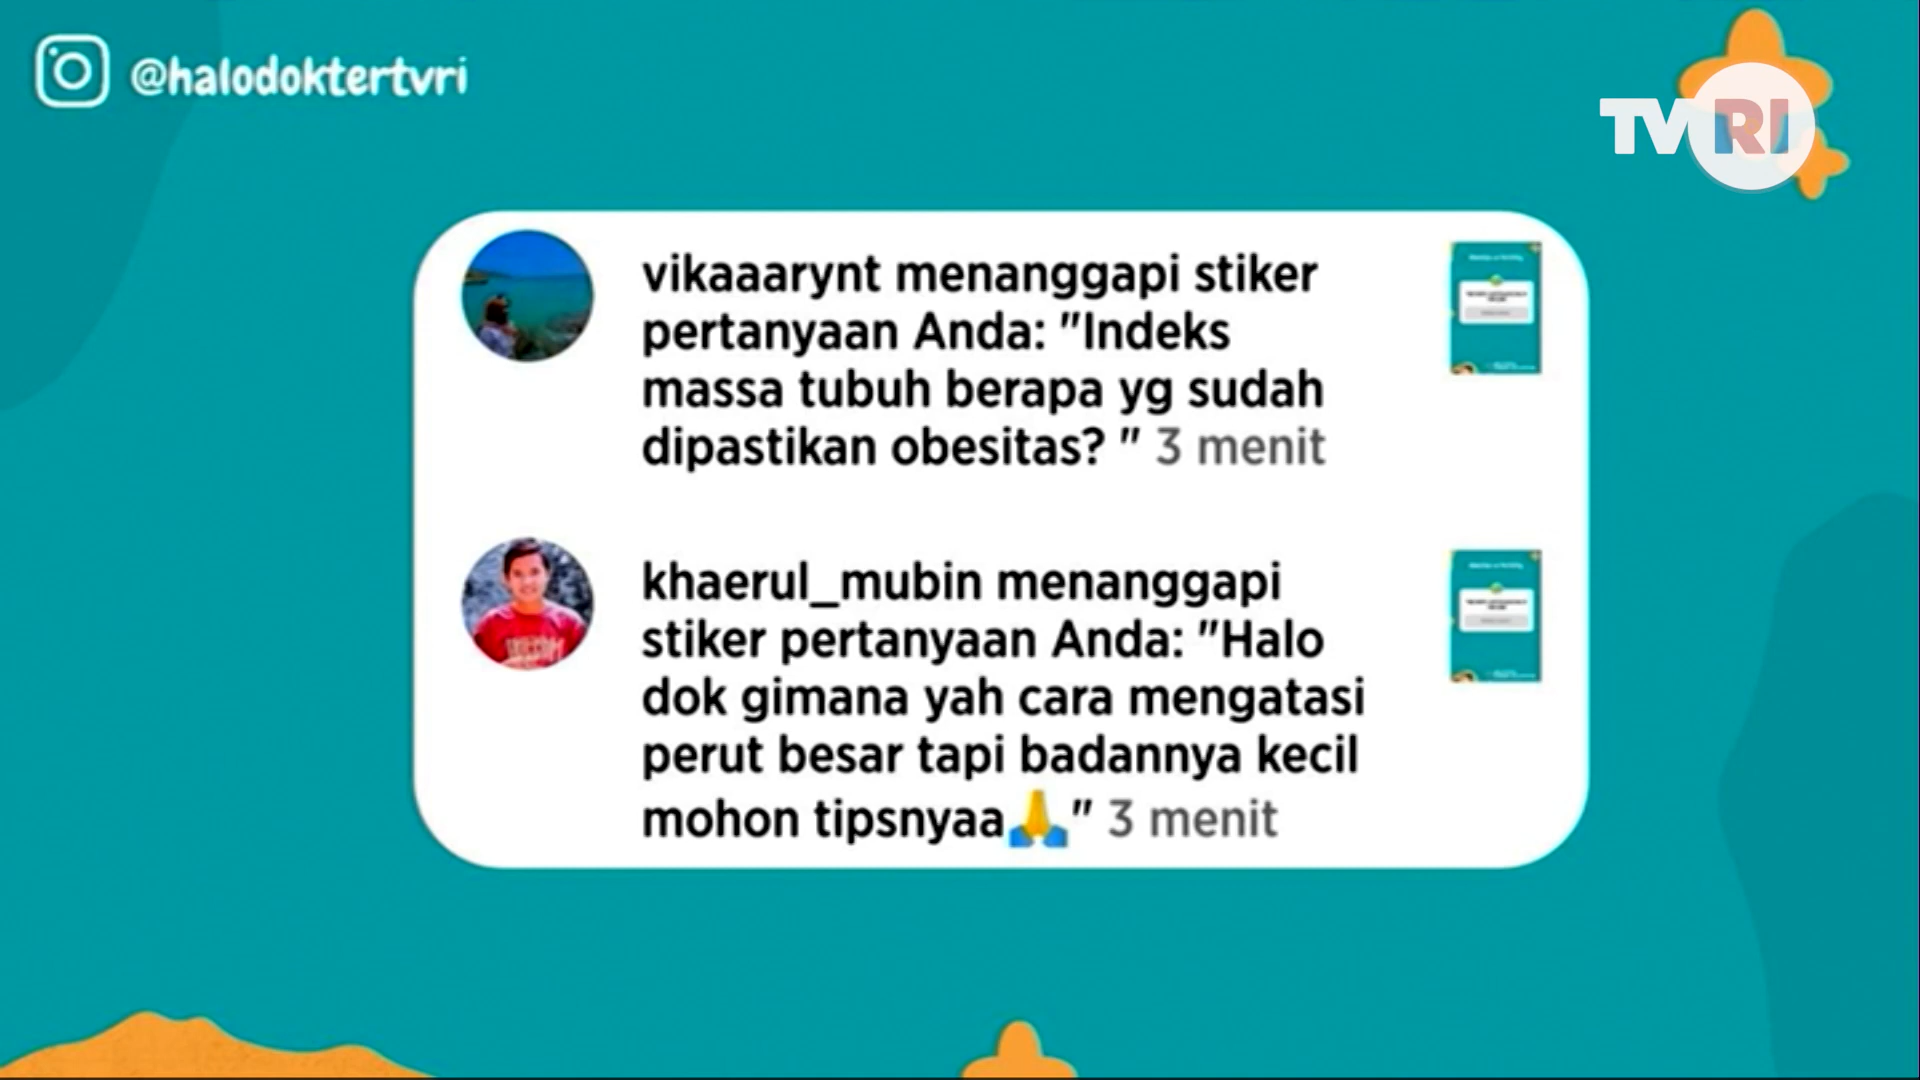 @halodoktertvri
TVRI
vikaaarynt menanggapi stiker
pertanyaan Anda: "Indeks
massa tubuh berapa yg sudah
dipastikan obesitas? " 3 menit
khaerul_mubin menanggapi
stiker pertanyaan Anda: "Halo
dok gimana yah cara mengatasi
perut besar tapi badannya kecil
mohon tipsnyaa🙏" 3 menit